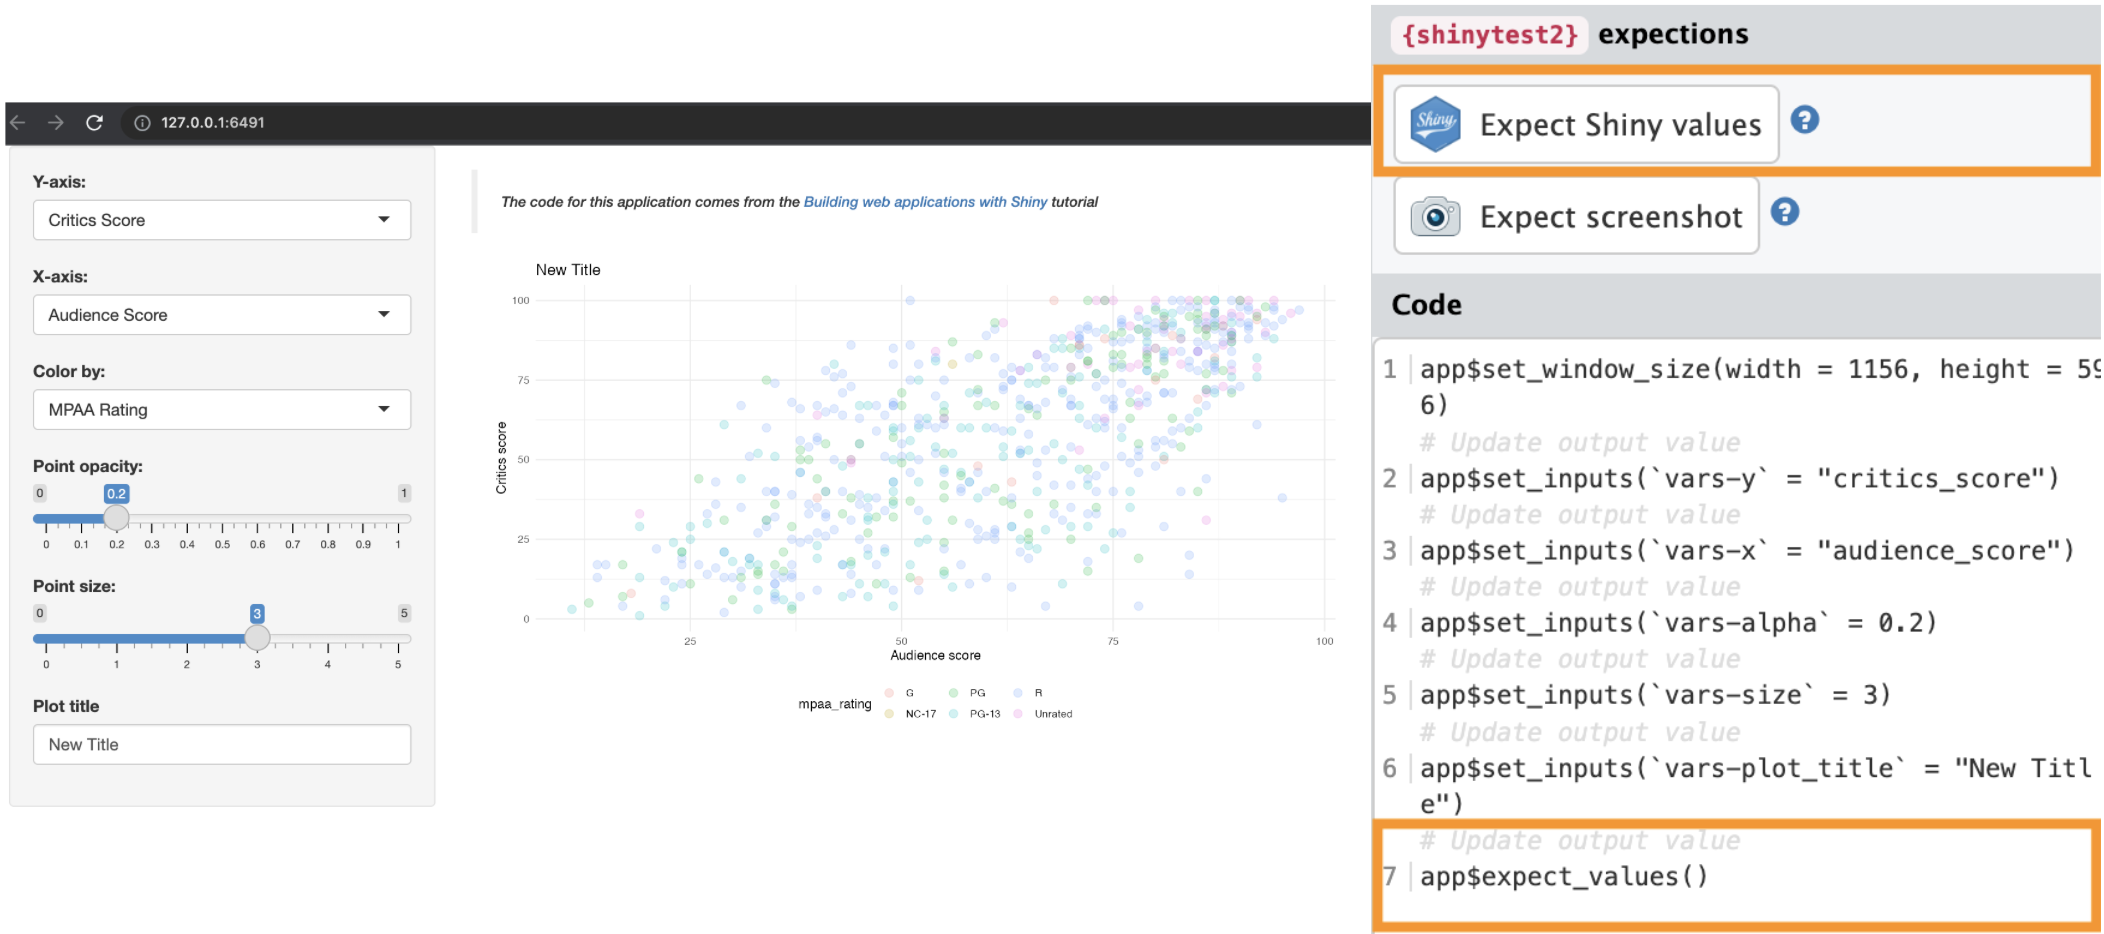 127.0.0.1:6491
Y-axis:
Critics Score
X-axis:
Audience Score
Color by:
MPAA Rating
Point opacity:
0 0.2 1
0 0.1 0.2 0.3 0.4 0.5 0.6 0.7 0.8 0.9 1
Point size:
0 3 5
0 1 2 3 4 5
Plot title
New Title
The code for this application comes from the Building web applications with Shiny tutorial
New Title
100
75
50
25
0
Critics score
25 50 75 100
Audience score
mpaa_rating
G PG R
NC-17 PG-13 Unrated
{shinytest2} expections
Shiny Expect Shiny values ?
Expect screenshot ?
Code
1 app$set_window_size(width = 1156, height = 59
6)
# Update output value
2 app$set_inputs(`vars-y` = "critics_score")
# Update output value
3 app$set_inputs(`vars-x` = "audience_score")
# Update output value
4 app$set_inputs(`vars-alpha` = 0.2)
# Update output value
5 app$set_inputs(`vars-size` = 3)
# Update output value
6 app$set_inputs(`vars-plot_title` = "New Titl
e")
# Update output value
7 app$expect_values()